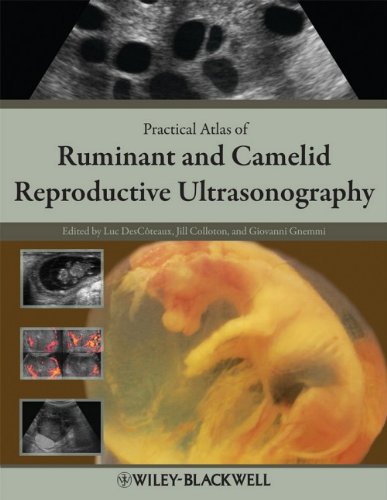 Practical Atlas of
Ruminant and Camelid
Reproductive Ultrasonography
Edited by Luc DesCôteaux, Jill Colloton, and Giovanni Gnemmi
WILEY-BLACKWELL